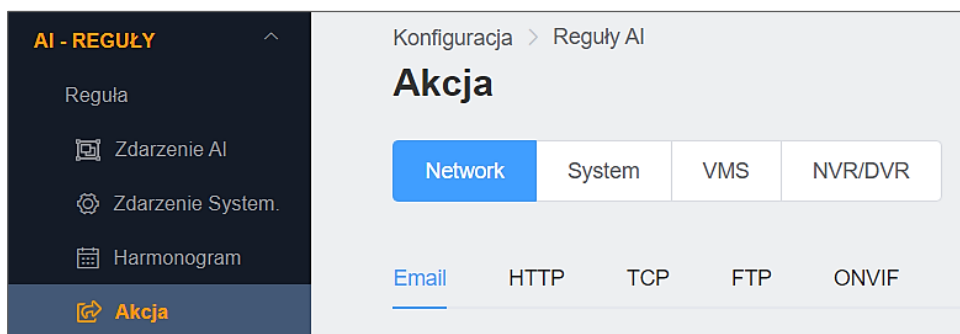 AI - REGUŁY
Reguła
Zdarzenie AI
Zdarzenie System.
Harmonogram
Akcja
Konfiguracja > Reguły AI
Akcja
Network System VMS NVR/DVR
Email HTTP TCP FTP ONVIF